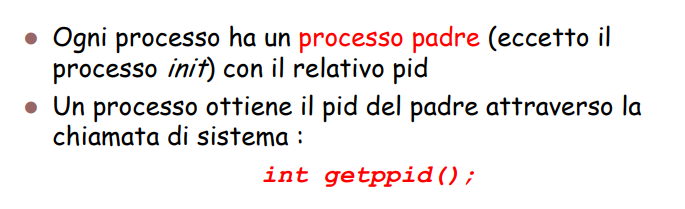 Ogni processo ha un processo padre (eccetto il
processo init) con il relativo pid
Un processo ottiene il pid del padre attraverso la
chiamata di sistema :
int getppid();